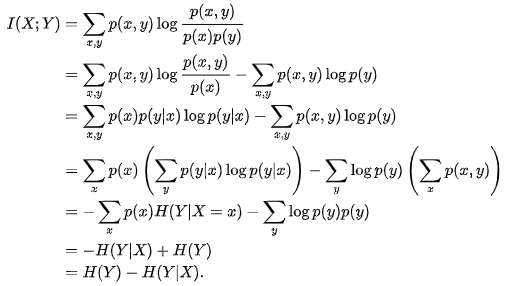 I(X;Y) = \sum_{x,y} p(x,y) \log \frac{p(x,y)}{p(x)p(y)}
= \sum_{x,y} p(x,y) \log \frac{p(x,y)}{p(x)} - \sum_{x,y} p(x,y) \log p(y)
= \sum_{x,y} p(x)p(y|x) \log p(y|x) - \sum_{x,y} p(x,y) \log p(y)
= \sum_{x} p(x) \left( \sum_{y} p(y|x) \log p(y|x) \right) - \sum_{y} \log p(y) \left( \sum_{x} p(x,y) \right)
= - \sum_{x} p(x)H(Y|X = x) - \sum_{y} \log p(y)p(y)
= -H(Y|X) + H(Y)
= H(Y) - H(Y|X).